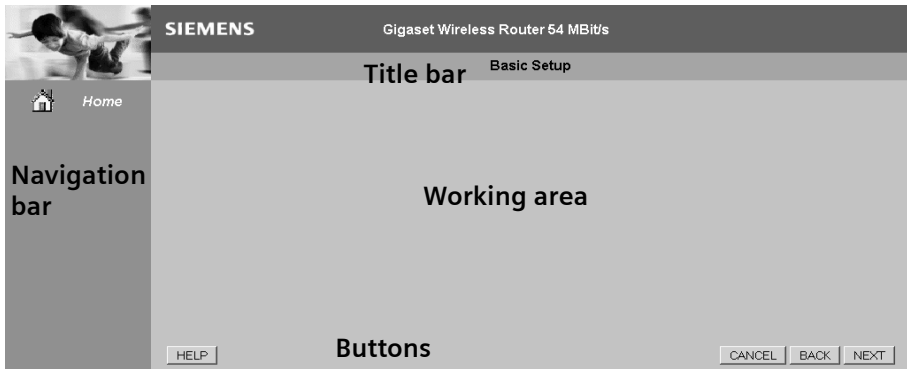 SIEMENS
Gigaset Wireless Router 54 MBit/s
Title bar
Basic Setup
Home
Navigation
bar
Working area
HELP
Buttons
CANCEL
BACK
NEXT